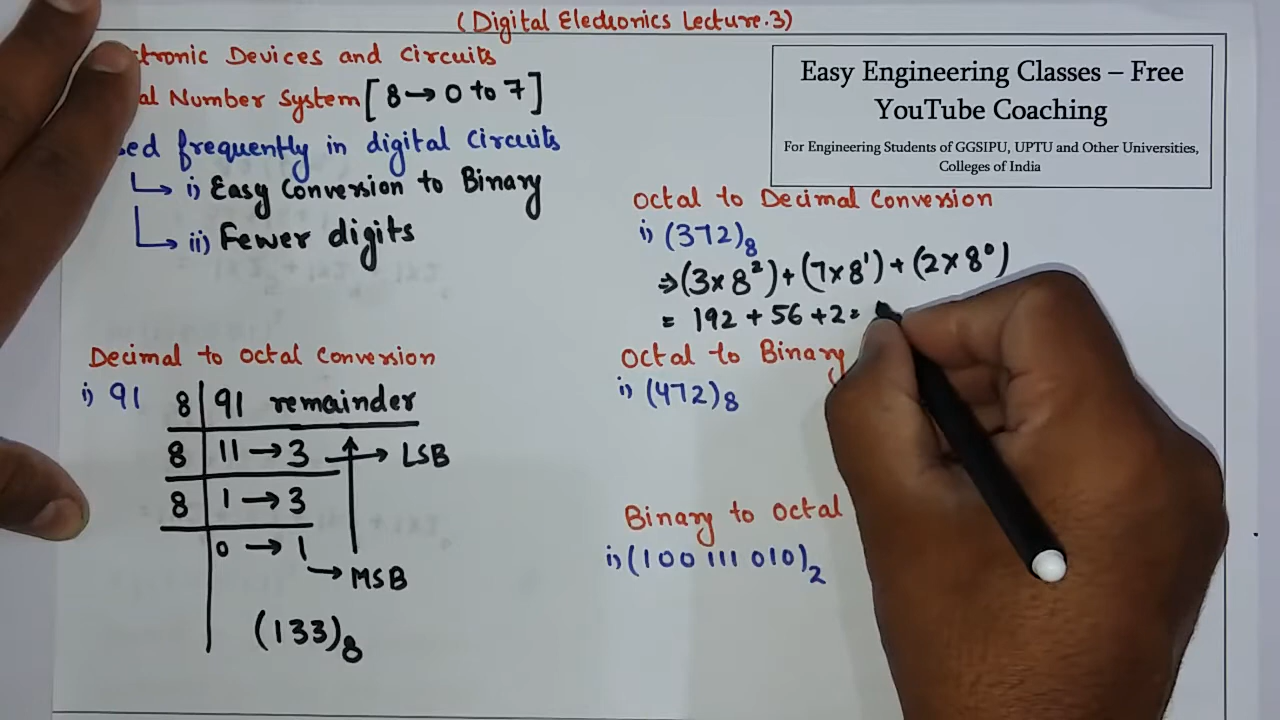 (Digital Electronics Lecture.3)
tronic Devices and Circuits
al Number System [8→0 to 7]
sed frequently in digital circuits
i) Easy Conversion to Binary
ii) Fewer digits
Decimal to Octal Conversion
i) 91
8 | 91 remainder
8 | 11 → 3 → LSB
8 | 1 → 3
0 → 1
→ MSB
(133)₈
Easy Engineering Classes – Free
YouTube Coaching
For Engineering Students of GGSIPU, UPTU and Other Universities,
Colleges of India
Octal to Decimal Conversion
i) (372)₈
⇒ (3×8²)+(7×8¹)+(2×8⁰)
= 192 + 56 + 2 =
Octal to Binary
i) (472)₈
Binary to Octal
i) (100 111 010)₂